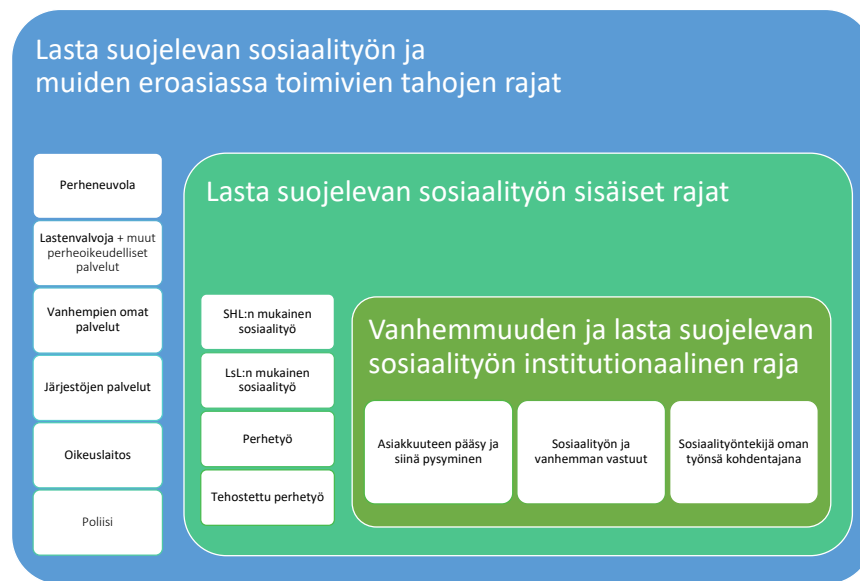 Lasta suojelevan sosiaalityön ja
muiden eroasiassa toimivien tahojen rajat
Perheneuvola
Lastenvalvoja + muut
perheoikeudelliset
palvelut
Vanhempien omat
palvelut
Järjestöjen palvelut
Oikeuslaitos
Poliisi
Lasta suojelevan sosiaalityön sisäiset rajat
SHL:n mukainen
sosiaalityö
LsL:n mukainen
sosiaalityö
Perhetyö
Tehostettu perhetyö
Vanhemmuuden ja lasta suojelevan
sosiaalityön institutionaalinen raja
Asiakkuuteen pääsy ja
siinä pysyminen
Sosiaalityön ja
vanhemman vastuut
Sosiaalityöntekijä oman
työnsä kohdentajana